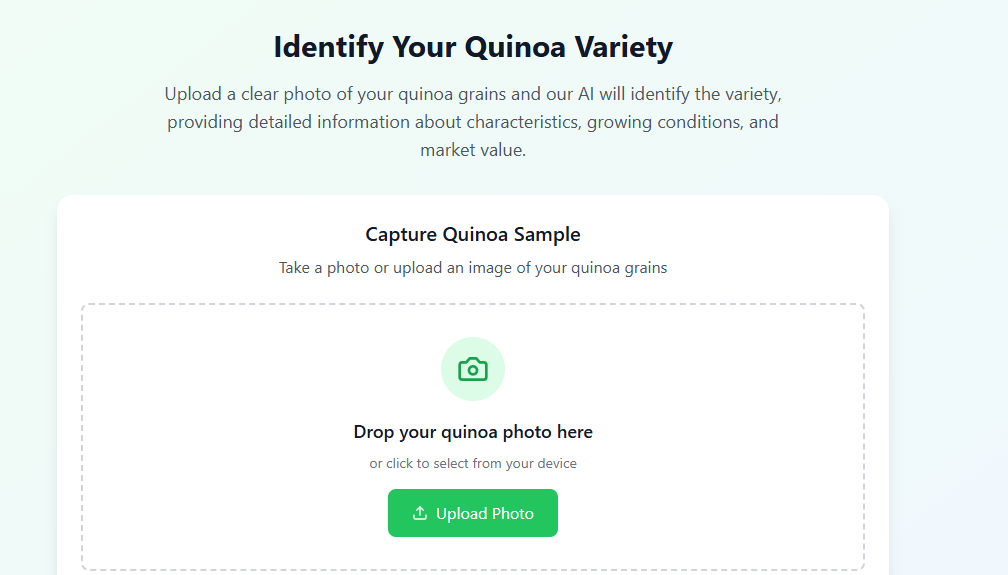 Identify Your Quinoa Variety
Upload a clear photo of your quinoa grains and our AI will identify the variety,
providing detailed information about characteristics, growing conditions, and
market value.
Capture Quinoa Sample
Take a photo or upload an image of your quinoa grains
Drop your quinoa photo here
or click to select from your device
Upload Photo